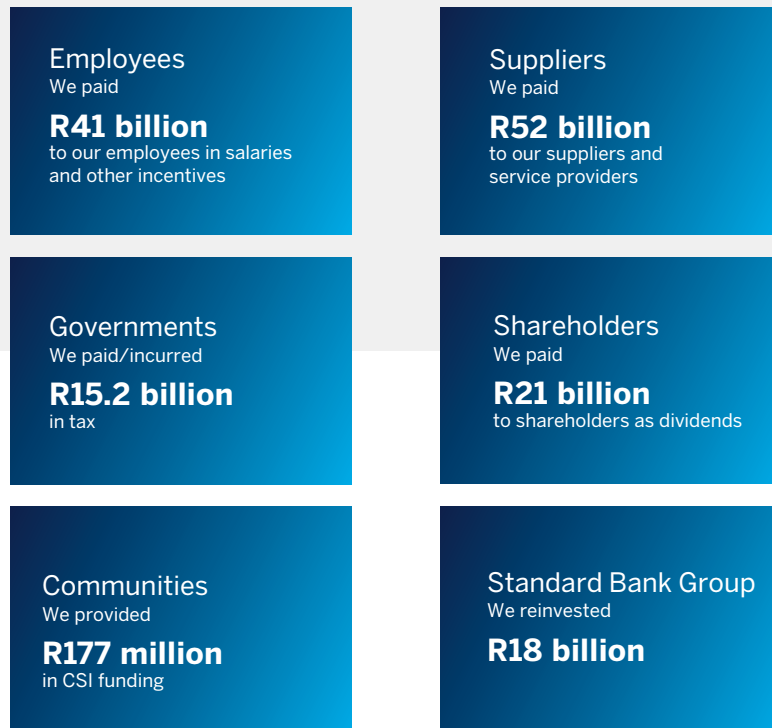 Employees
We paid
R41 billion
to our employees in salaries
and other incentives
Suppliers
We paid
R52 billion
to our suppliers and
service providers
Governments
We paid/incurred
R15.2 billion
in tax
Shareholders
We paid
R21 billion
to shareholders as dividends
Communities
We provided
R177 million
in CSI funding
Standard Bank Group
We reinvested
R18 billion